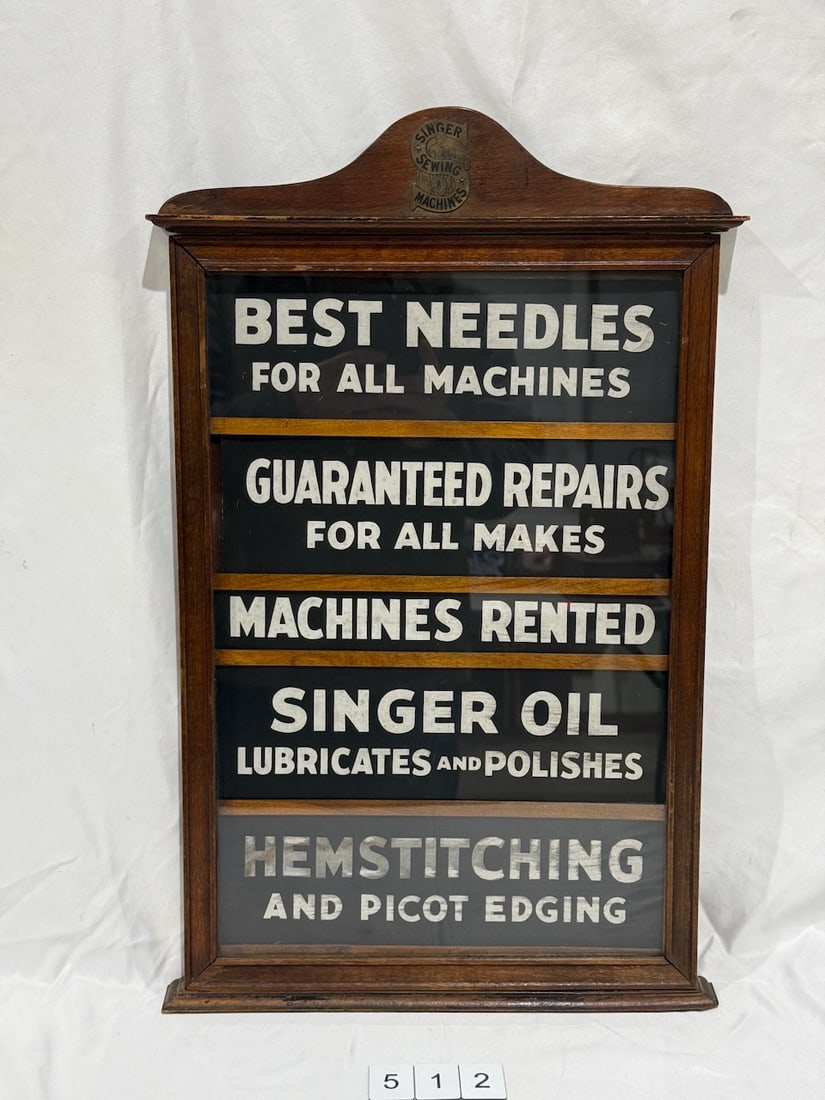 SINGER
SEWING
MACHINES
BEST NEEDLES
FOR ALL MACHINES
GUARANTEED REPAIRS
FOR ALL MAKES
MACHINES RENTED
SINGER OIL
LUBRICATES AND POLISHES
HEMSTITCHING
AND PICOT EDGING
5 1 2